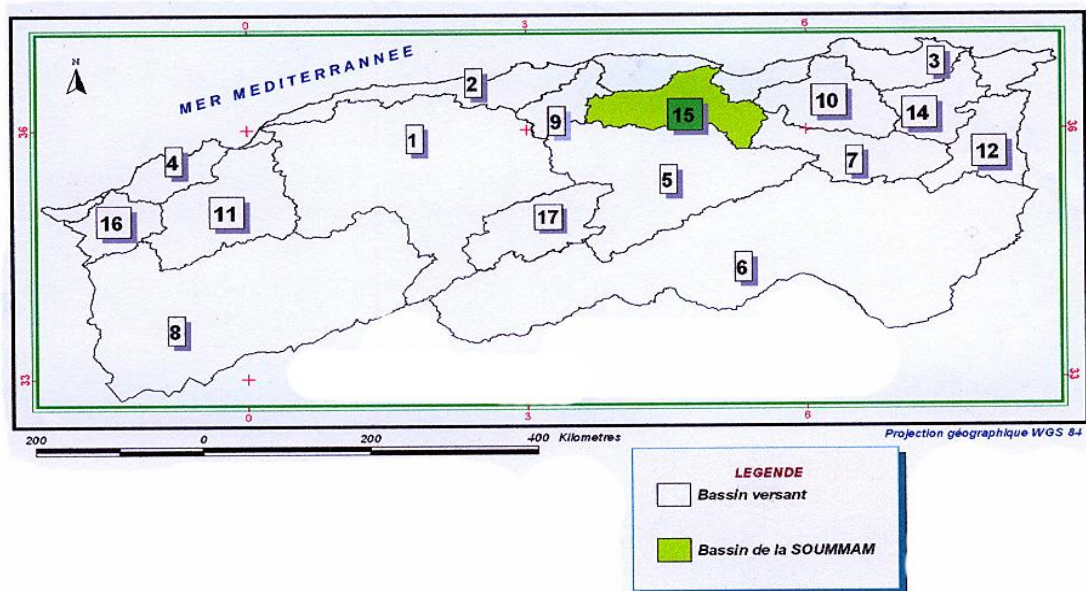 0 3 6
MER MEDITERRANNEE
N
3
2
10
15
14
9
36 36
1
12
4
7
5
11
17
16
6
8
33 33
0 3 6
200 0 200 400 Kilometres
Projection géographique WGS 84
LEGENDE
Bassin versant
Bassin de la SOUMMAM